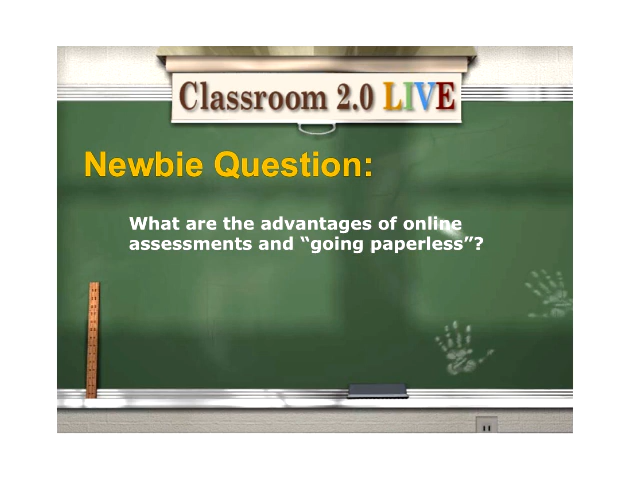 Classroom 2.0 LIVE
Newbie Question:
What are the advantages of online
assessments and “going paperless”?